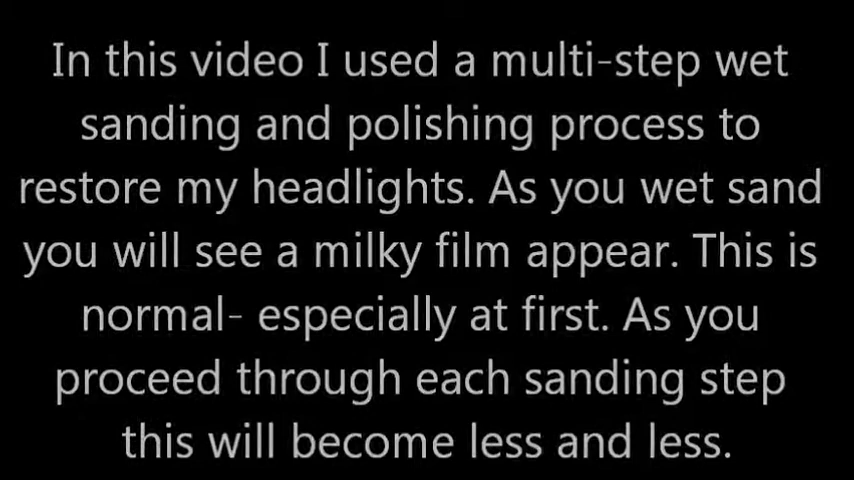 In this video I used a multi-step wet
sanding and polishing process to
restore my headlights. As you wet sand
you will see a milky film appear. This is
normal- especially at first. As you
proceed through each sanding step
this will become less and less.